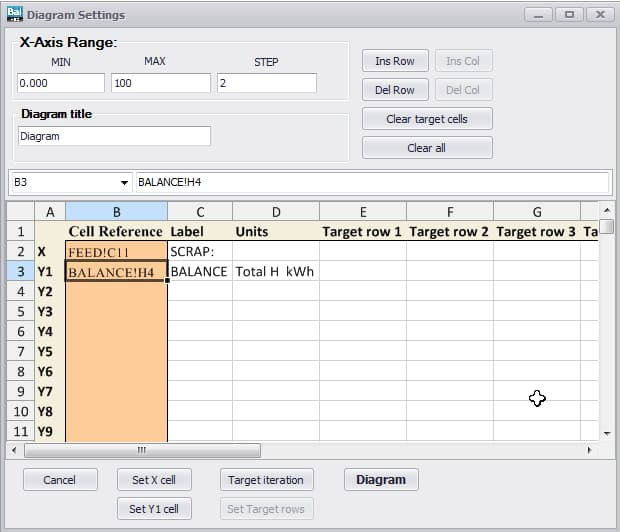 Bal
Diagram Settings
X-Axis Range:
MIN MAX STEP
0.000 100 2
Ins Row Ins Col
Del Row Del Col
Diagram title
Diagram
Clear target cells
Clear all
B3 BALANCE!H4
A B C D E F G
1 Cell Reference Label Units Target row 1 Target row 2 Target row 3 Ta
2 X FEED!C11 SCRAP:
3 Y1 BALANCE!H4 BALANCE Total H kWh
4 Y2
5 Y3
6 Y4
7 Y5
8 Y6
9 Y7
10 Y8
11 Y9
Cancel Set X cell Target iteration Diagram
Set Y1 cell Set Target rows